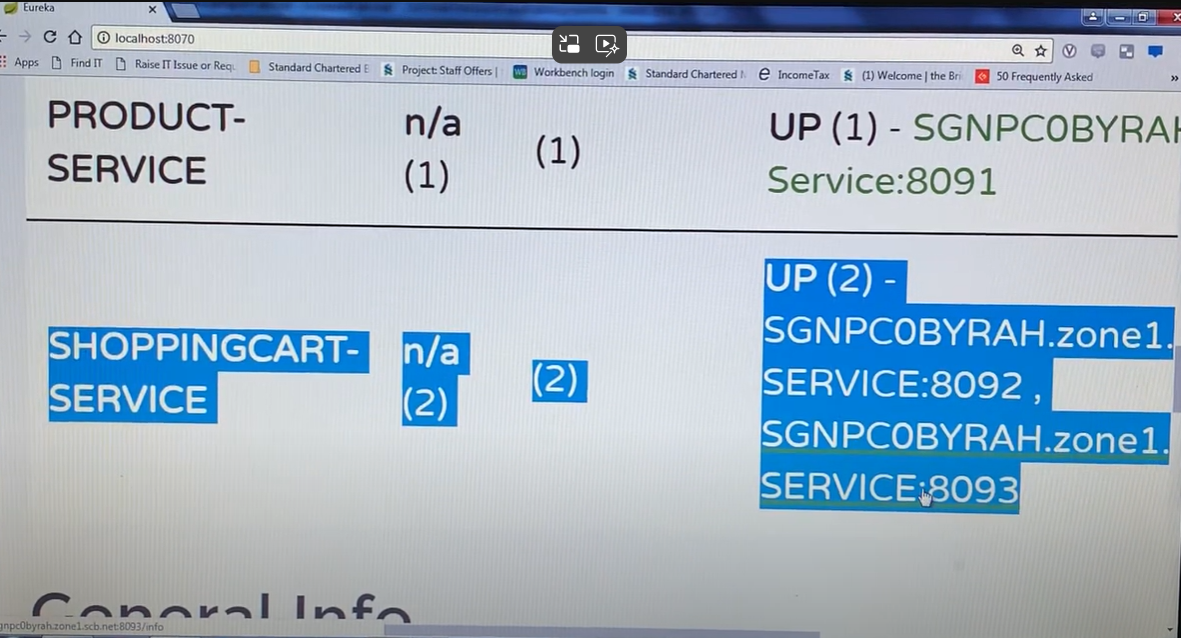 Eureka
localhost:8070
Apps Find IT Raise IT Issue or Req Standard Chartered B Project: Staff Offers | Workbench login Standard Chartered IncomeTax (1) Welcome | the Bri 50 Frequently Asked »
PRODUCT-
SERVICE
n/a
(1)
(1)
UP (1) - SGNPC0BYRAH
Service:8091
SHOPPINGCART-
SERVICE
n/a
(2)
(2)
UP (2) -
SGNPC0BYRAH.zone1.
SERVICE:8092 ,
SGNPC0BYRAH.zone1.
SERVICE:8093
General Info
gnpc0byrah.zone1.scb.net:8093/info